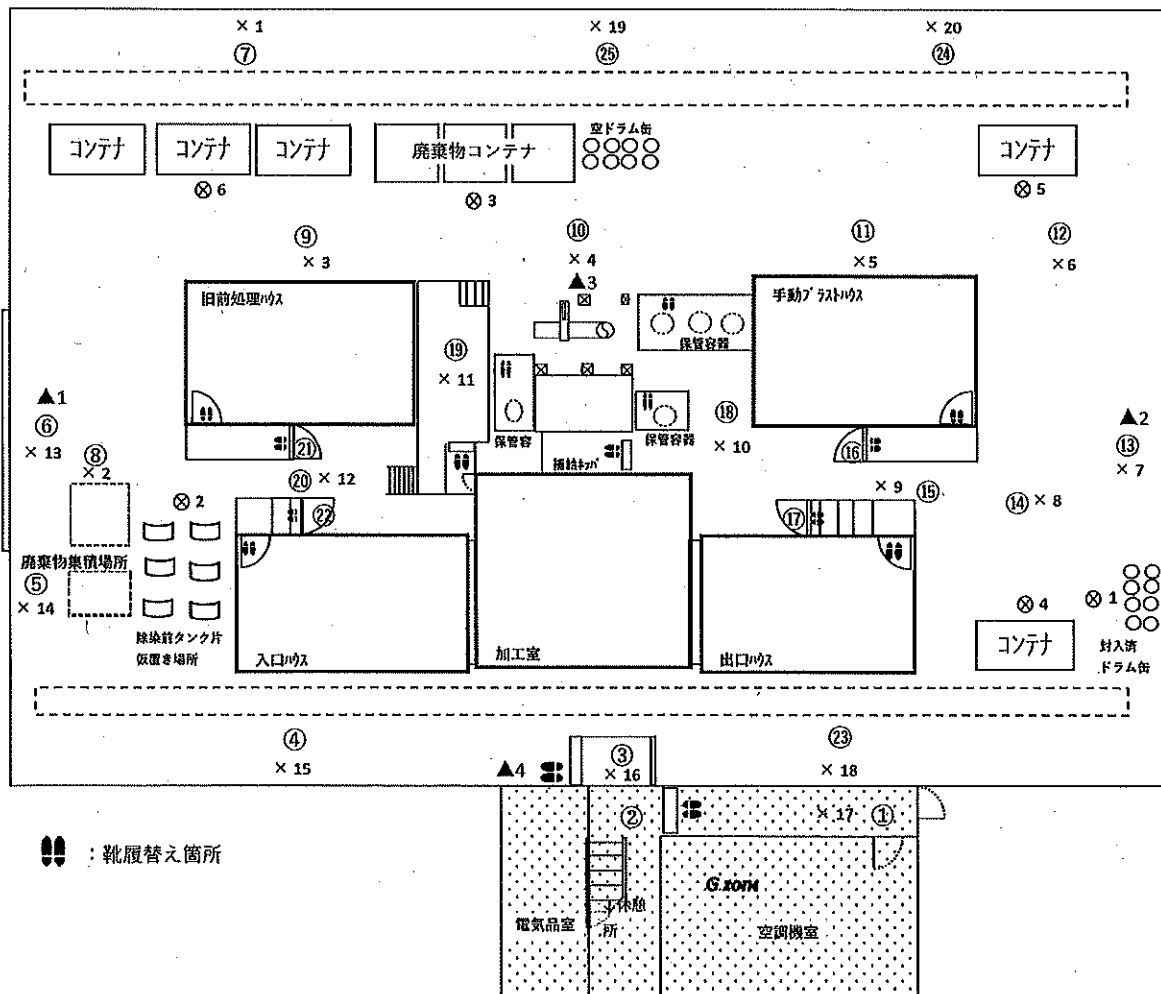 × 1
× 19
× 20
⑦
㉕
㉔
コンテナ
コンテナ
コンテナ
廃棄物コンテナ
空ドラム缶
コンテナ
⊗ 6
⊗ 3
⊗ 5
⑨
⑩
⑪
⑫
× 3
× 4
× 5
× 6
▲3
旧前処理ハウス
手動ブラストハウス
保管容器
⑲
× 11
▲1
⑥
× 13
⑱
× 10
▲2
⑬
× 7
保管容
保管容器
㉑
⑯
⑧
× 2
⑳
× 12
× 9
⑮
⑭
× 8
⊗ 2
㉒
⑰
廃棄物集積場所
⑤
× 14
⊗ 4
⊗ 1
除染前タンク片
仮置き場所
入口ハウス
加工室
出口ハウス
コンテナ
封入済
ドラム缶
④
× 15
▲4
③
× 16
㉓
× 18
②
× 17
①
：靴履替え箇所
G.zone
休憩
所
電気品室
空調機室